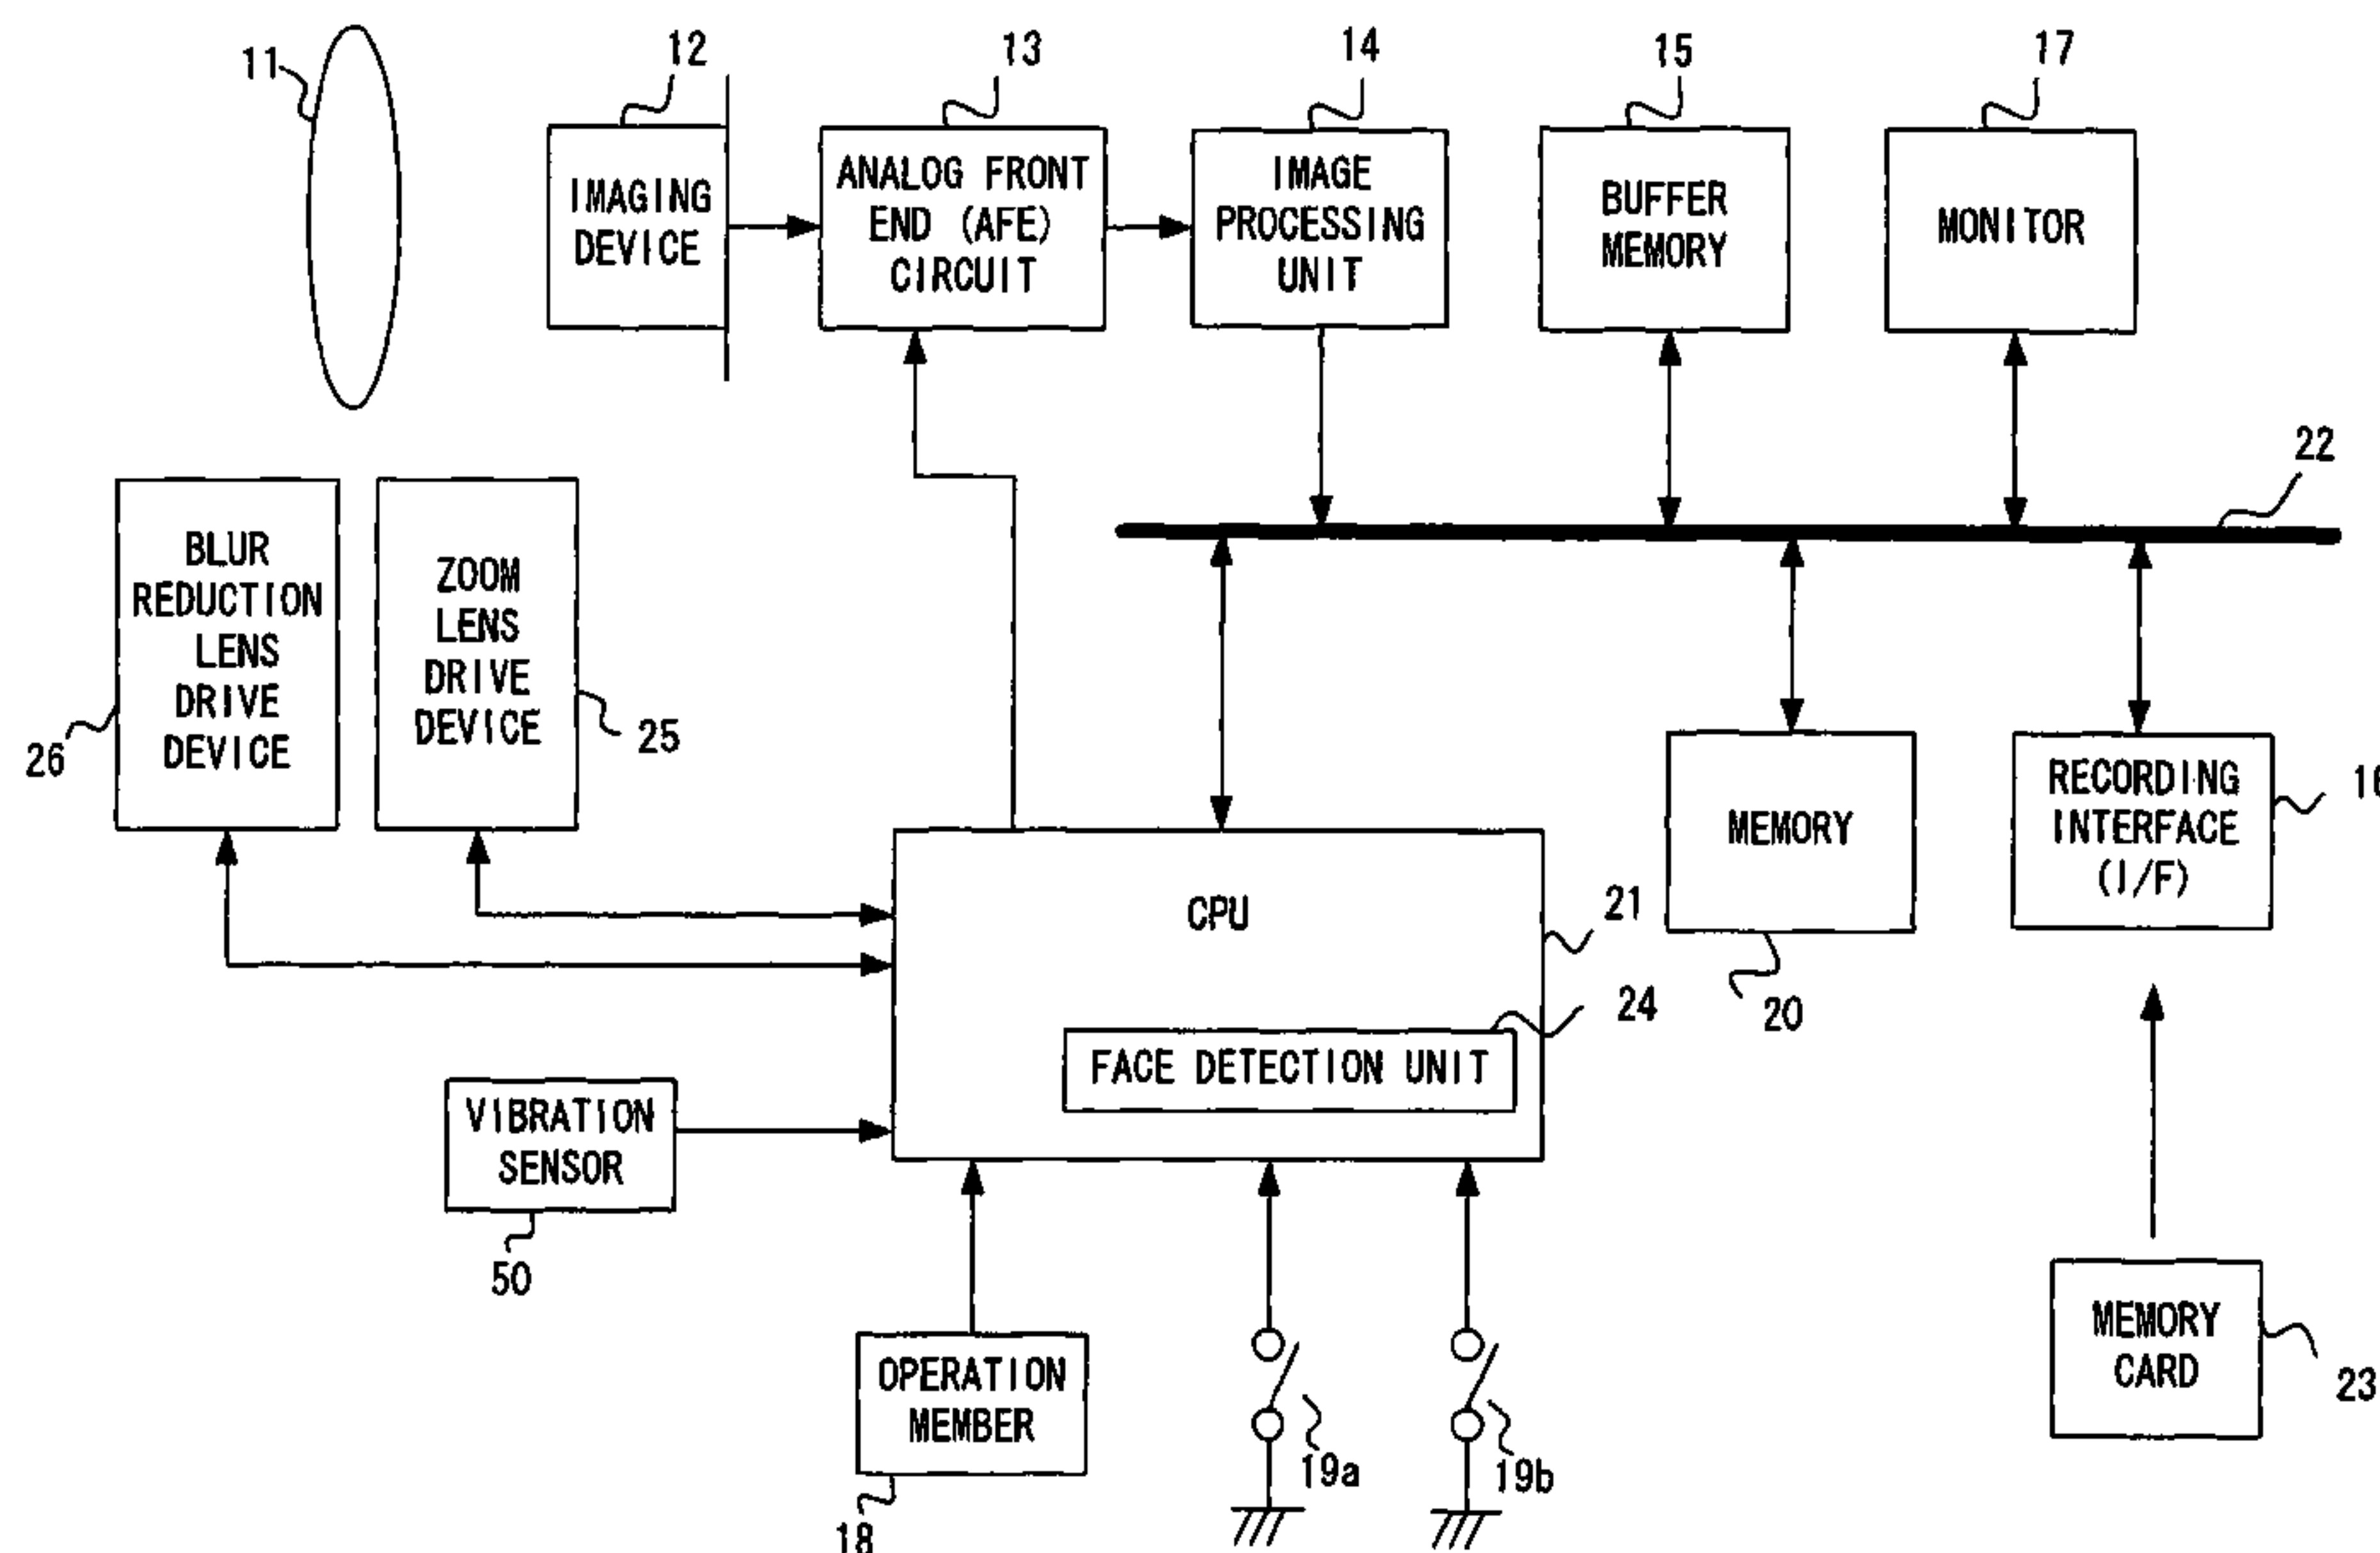 11
12
13
14
15
17
IMAGING
DEVICE
ANALOG FRONT
END (AFE)
CIRCUIT
IMAGE
PROCESSING
UNIT
BUFFER
MEMORY
MONITOR
22
BLUR
REDUCTION
LENS
DRIVE
DEVICE
26
ZOOM
LENS
DRIVE
DEVICE
25
CPU
21
24
FACE DETECTION UNIT
MEMORY
20
RECORDING
INTERFACE
(I/F)
VIBRATION
SENSOR
50
OPERATION
MEMBER
18
19a
19b
MEMORY
CARD
23